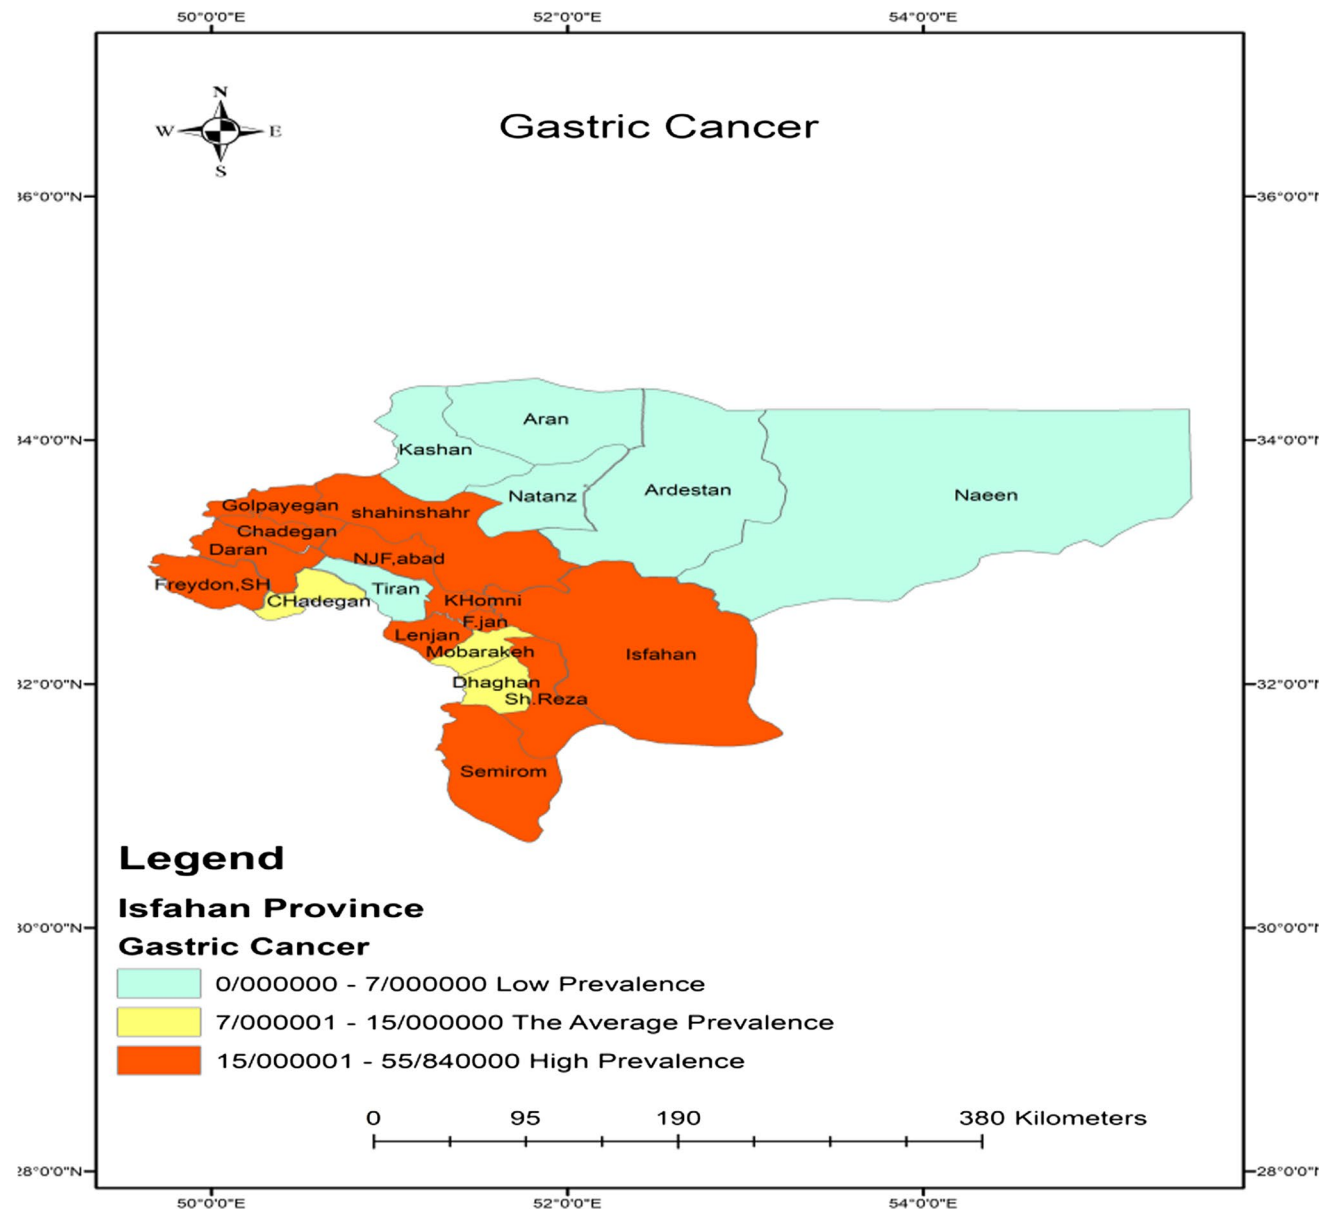 50°0'0"E 52°0'0"E 54°0'0"E
N
W E
S
Gastric Cancer
36°0'0"N 36°0'0"N
34°0'0"N 34°0'0"N
Aran
Kashan
Natanz
Ardestan
Naeen
Golpayegan
shahinshahr
Chadegan
Daran
NJF,abad
Freydon,SH
Tiran
CHadegan
KHomni
F.jan
Lenjan
Mobarakeh
Isfahan
32°0'0"N 32°0'0"N
Dhaghan
Sh.Reza
Semirom
Legend
Isfahan Province
Gastric Cancer
0/000000 - 7/000000 Low Prevalence
7/000001 - 15/000000 The Average Prevalence
15/000001 - 55/840000 High Prevalence
30°0'0"N 30°0'0"N
0 95 190 380 Kilometers
28°0'0"N 28°0'0"N
50°0'0"E 52°0'0"E 54°0'0"E